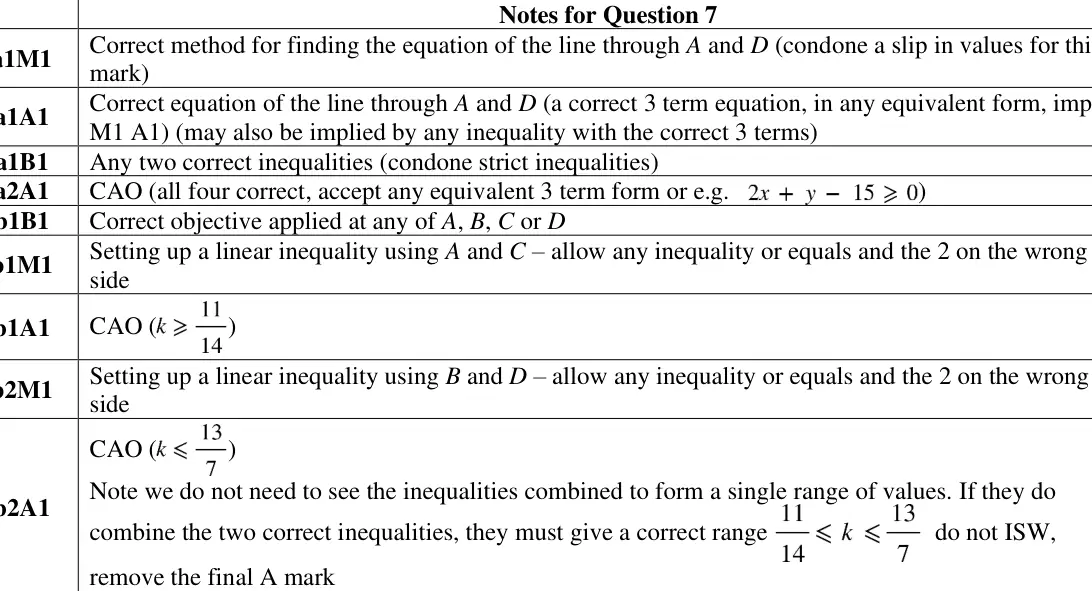 Notes for Question 7
a1M1 Correct method for finding the equation of the line through A and D (condone a slip in values for thi
mark)
a1A1 Correct equation of the line through A and D (a correct 3 term equation, in any equivalent form, imp
M1 A1) (may also be implied by any inequality with the correct 3 terms)
a1B1 Any two correct inequalities (condone strict inequalities)
a2A1 CAO (all four correct, accept any equivalent 3 term form or e.g. 2x + y − 15 ⩾ 0)
b1B1 Correct objective applied at any of A, B, C or D
b1M1 Setting up a linear inequality using A and C – allow any inequality or equals and the 2 on the wrong
side
b1A1 CAO (k ⩾ 11/14)
b2M1 Setting up a linear inequality using B and D – allow any inequality or equals and the 2 on the wrong
side
b2A1 CAO (k ⩽ 13/7)
Note we do not need to see the inequalities combined to form a single range of values. If they do
combine the two correct inequalities, they must give a correct range 11/14 ⩽ k ⩽ 13/7 do not ISW,
remove the final A mark